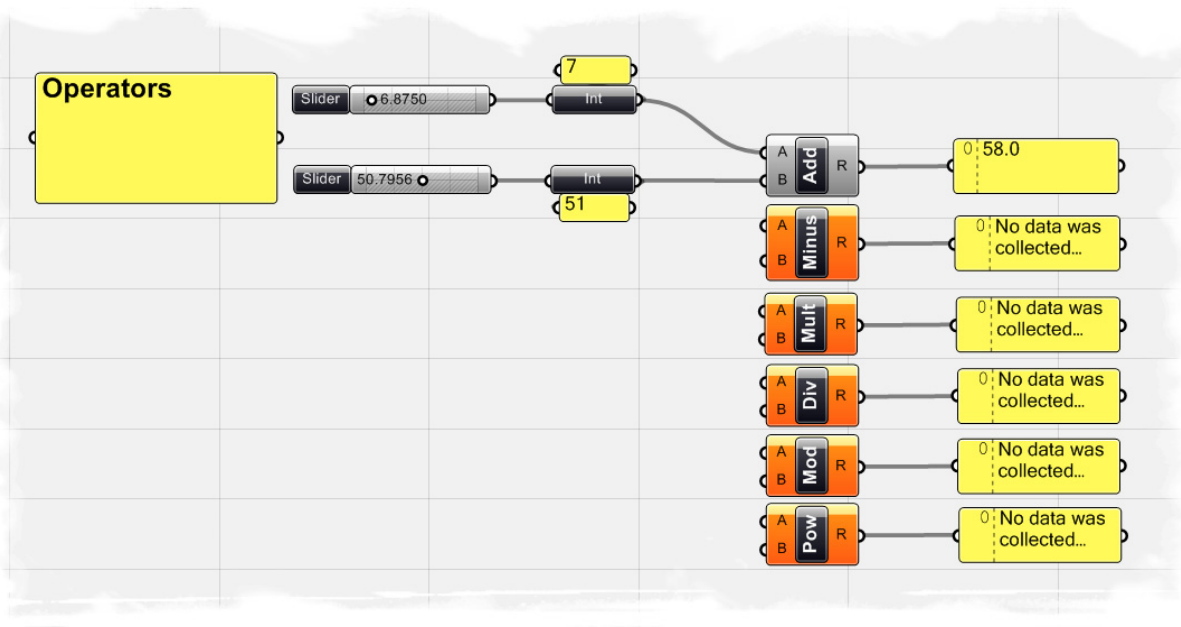 Operators
7
Slider 6.8750 Int
Slider 50.7956 Int
51
A B Add R
0 58.0
A B Minus R
0 No data was
collected...
A B Mult R
0 No data was
collected...
A B Div R
0 No data was
collected...
A B Mod R
0 No data was
collected...
A B Pow R
0 No data was
collected...